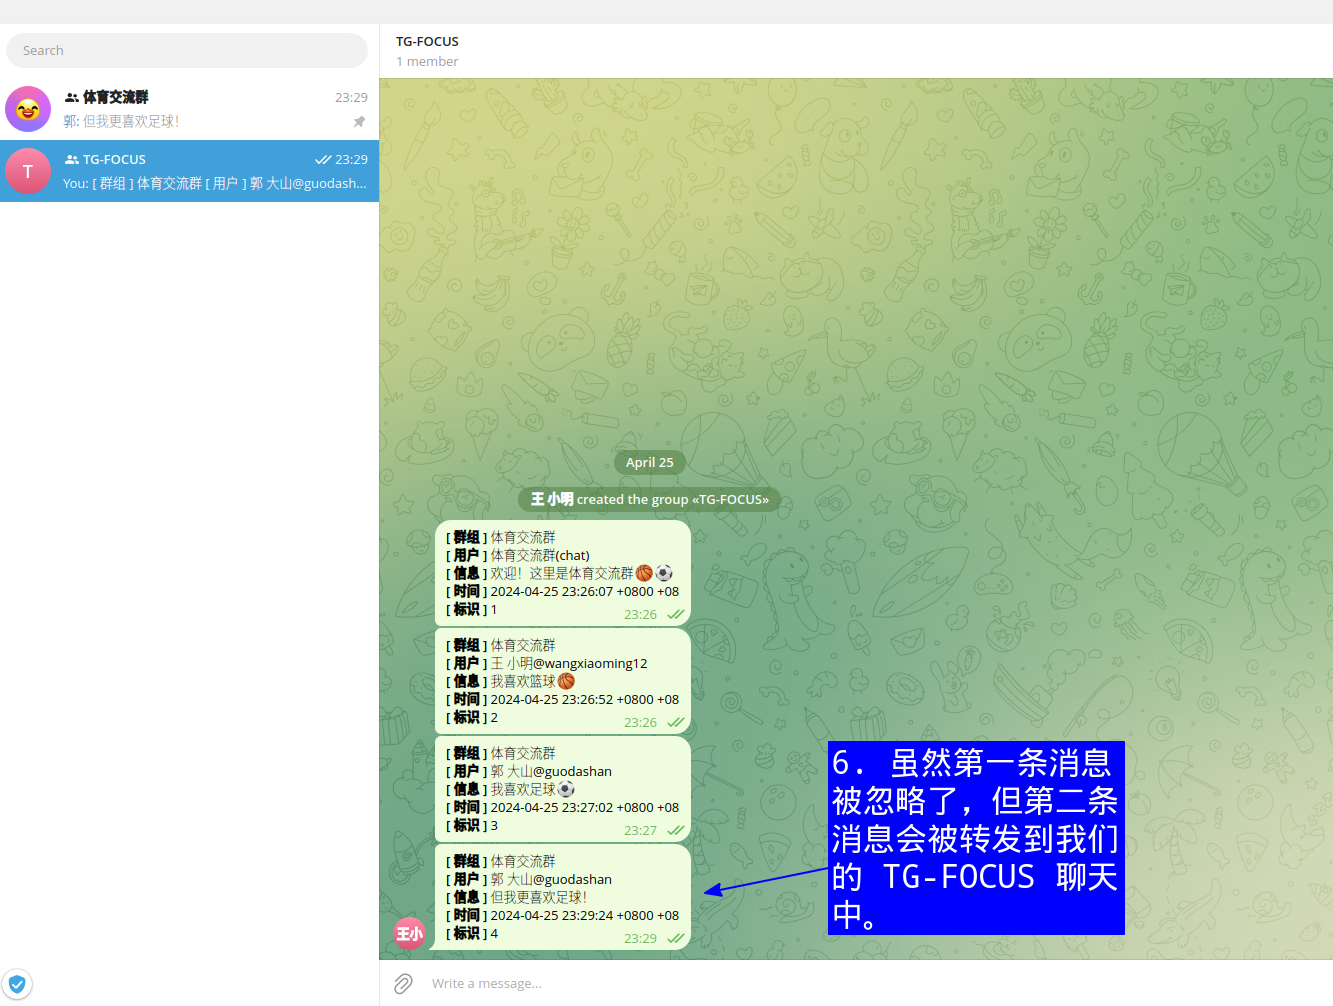 Search
体育交流群 23:29
郭: 但我更喜欢足球！
TG-FOCUS 23:29
You: [ 群组 ] 体育交流群 [ 用户 ] 郭 大山@guodash...
TG-FOCUS
1 member
April 25
王 小明 created the group «TG-FOCUS»
[ 群组 ] 体育交流群
[ 用户 ] 体育交流群(chat)
[ 信息 ] 欢迎！这里是体育交流群🏀⚽
[ 时间 ] 2024-04-25 23:26:07 +0800 +08
[ 标识 ] 1 23:26
[ 群组 ] 体育交流群
[ 用户 ] 王 小明@wangxiaoming12
[ 信息 ] 我喜欢篮球🏀
[ 时间 ] 2024-04-25 23:26:52 +0800 +08
[ 标识 ] 2 23:26
[ 群组 ] 体育交流群
[ 用户 ] 郭 大山@guodashan
[ 信息 ] 我喜欢足球⚽
[ 时间 ] 2024-04-25 23:27:02 +0800 +08
[ 标识 ] 3 23:27
[ 群组 ] 体育交流群
[ 用户 ] 郭 大山@guodashan
[ 信息 ] 但我更喜欢足球！
[ 时间 ] 2024-04-25 23:29:24 +0800 +08
[ 标识 ] 4 23:29
王小
T
6. 虽然第一条消息
被忽略了，但第二条
消息会被转发到我们
的 TG-FOCUS 聊天
中。
Write a message...